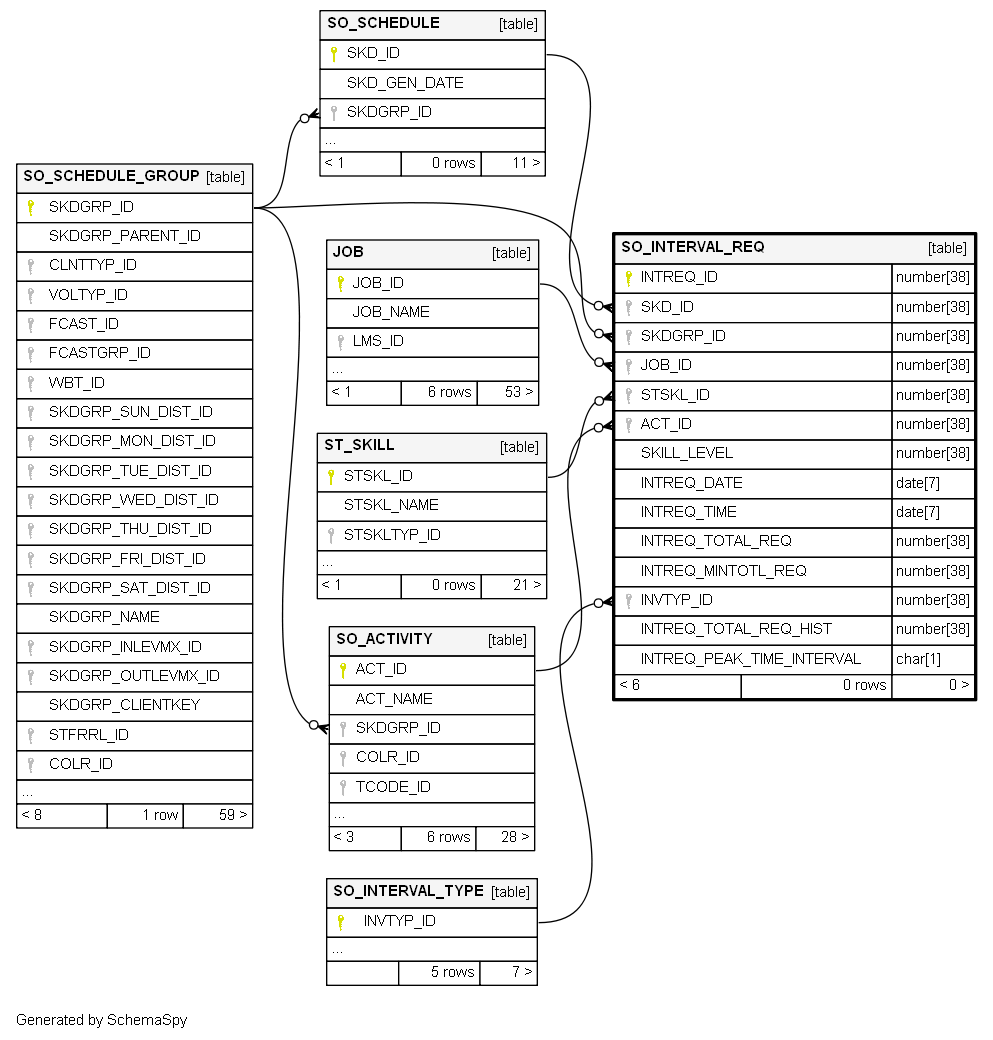 SO_SCHEDULE [table]
SKD_ID
SKD_GEN_DATE
SKDGRP_ID
...
< 1 0 rows 11 >
SO_SCHEDULE_GROUP [table]
SKDGRP_ID
SKDGRP_PARENT_ID
CLNTTYP_ID
VOLTYP_ID
FCAST_ID
FCASTGRP_ID
WBT_ID
SKDGRP_SUN_DIST_ID
SKDGRP_MON_DIST_ID
SKDGRP_TUE_DIST_ID
SKDGRP_WED_DIST_ID
SKDGRP_THU_DIST_ID
SKDGRP_FRI_DIST_ID
SKDGRP_SAT_DIST_ID
SKDGRP_NAME
SKDGRP_INLEVMX_ID
SKDGRP_OUTLEVMX_ID
SKDGRP_CLIENTKEY
STFRRL_ID
COLR_ID
...
< 8 1 row 59 >
JOB [table]
JOB_ID
JOB_NAME
LMS_ID
...
< 1 6 rows 53 >
ST_SKILL [table]
STSKL_ID
STSKL_NAME
STSKLTYP_ID
...
< 1 0 rows 21 >
SO_ACTIVITY [table]
ACT_ID
ACT_NAME
SKDGRP_ID
COLR_ID
TCODE_ID
...
< 3 6 rows 28 >
SO_INTERVAL_TYPE [table]
INVTYP_ID
...
5 rows 7 >
SO_INTERVAL_REQ [table]
INTREQ_ID number[38]
SKD_ID number[38]
SKDGRP_ID number[38]
JOB_ID number[38]
STSKL_ID number[38]
ACT_ID number[38]
SKILL_LEVEL number[38]
INTREQ_DATE date[7]
INTREQ_TIME date[7]
INTREQ_TOTAL_REQ number[38]
INTREQ_MINTOTL_REQ number[38]
INVTYP_ID number[38]
INTREQ_TOTAL_REQ_HIST number[38]
INTREQ_PEAK_TIME_INTERVAL char[1]
< 6 0 rows 0 >
Generated by SchemaSpy